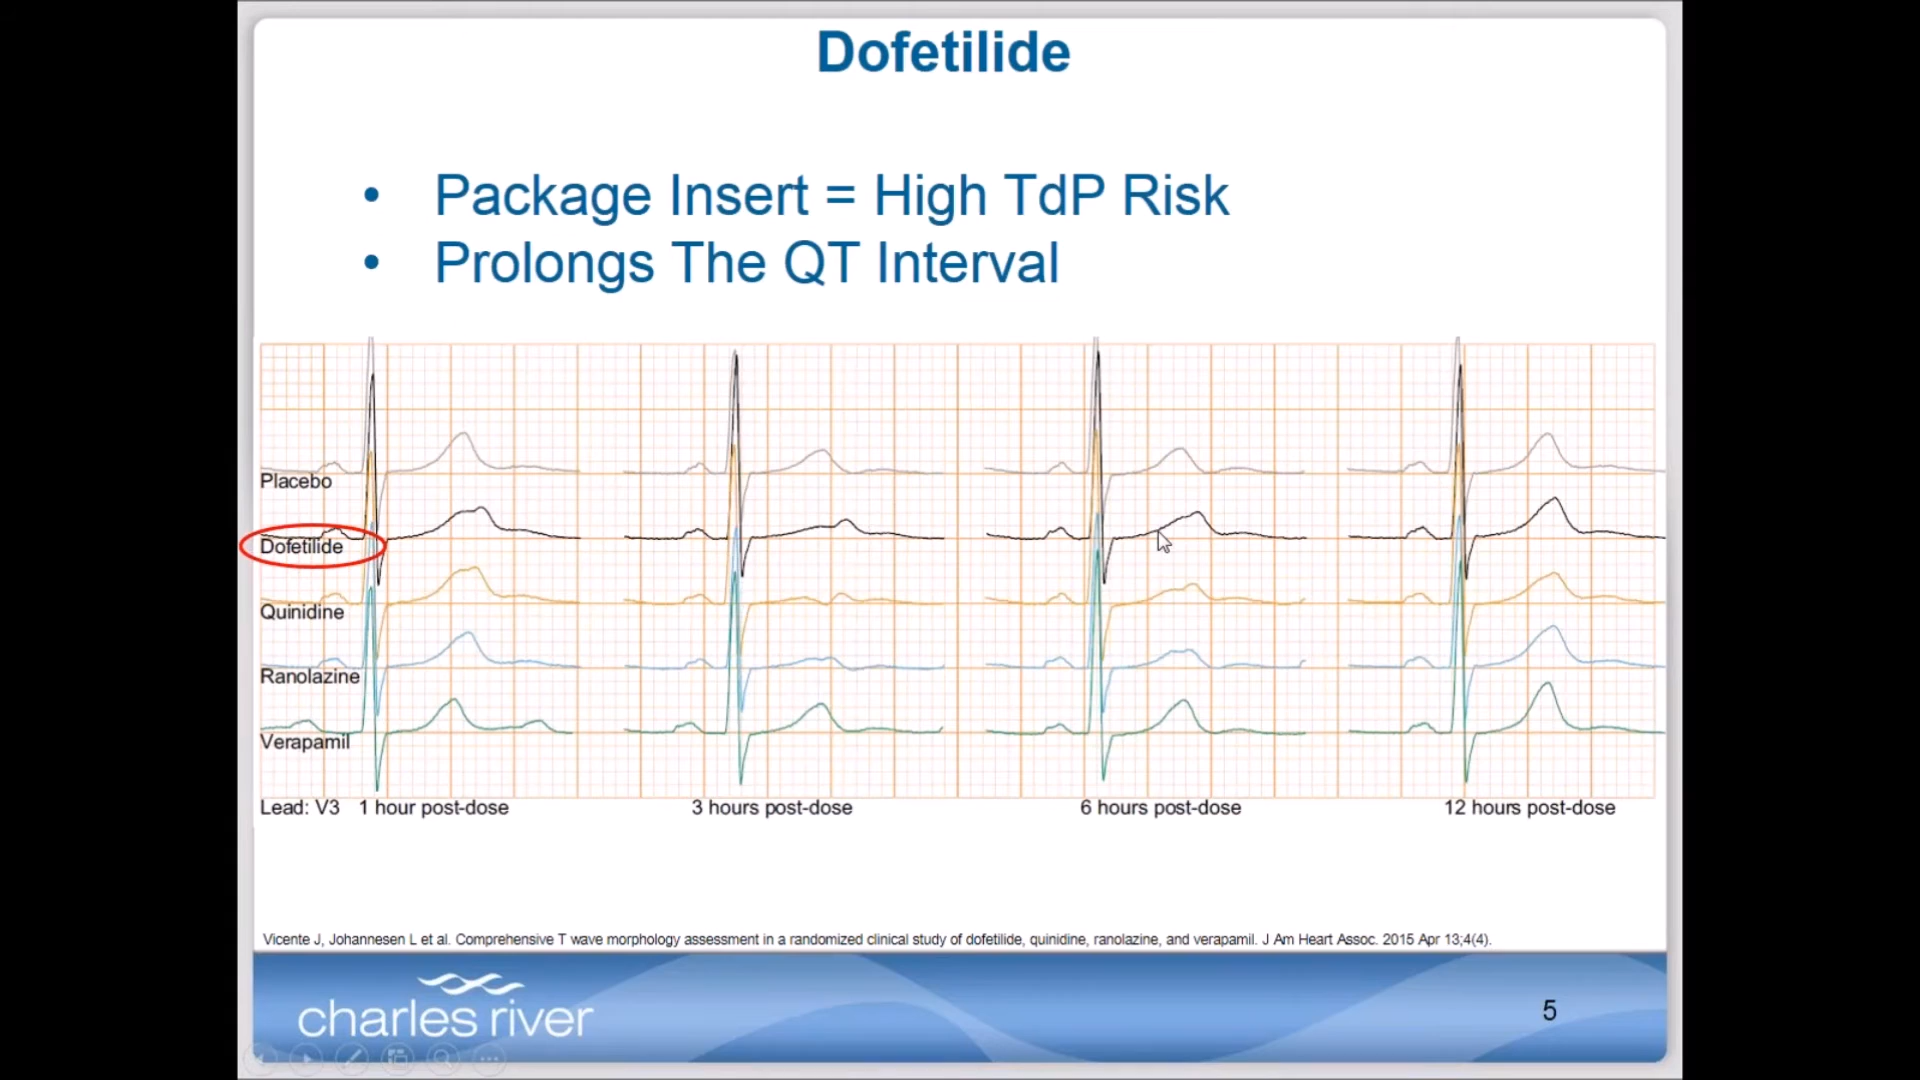 Dofetilide
• Package Insert = High TdP Risk
• Prolongs The QT Interval
Placebo
Dofetilide
Quinidine
Ranolazine
Verapamil
Lead: V3 1 hour post-dose 3 hours post-dose 6 hours post-dose 12 hours post-dose
Vicente J, Johannesen L et al. Comprehensive T wave morphology assessment in a randomized clinical study of dofetilide, quinidine, ranolazine, and verapamil. J Am Heart Assoc. 2015 Apr 13;4(4).
charles river
5